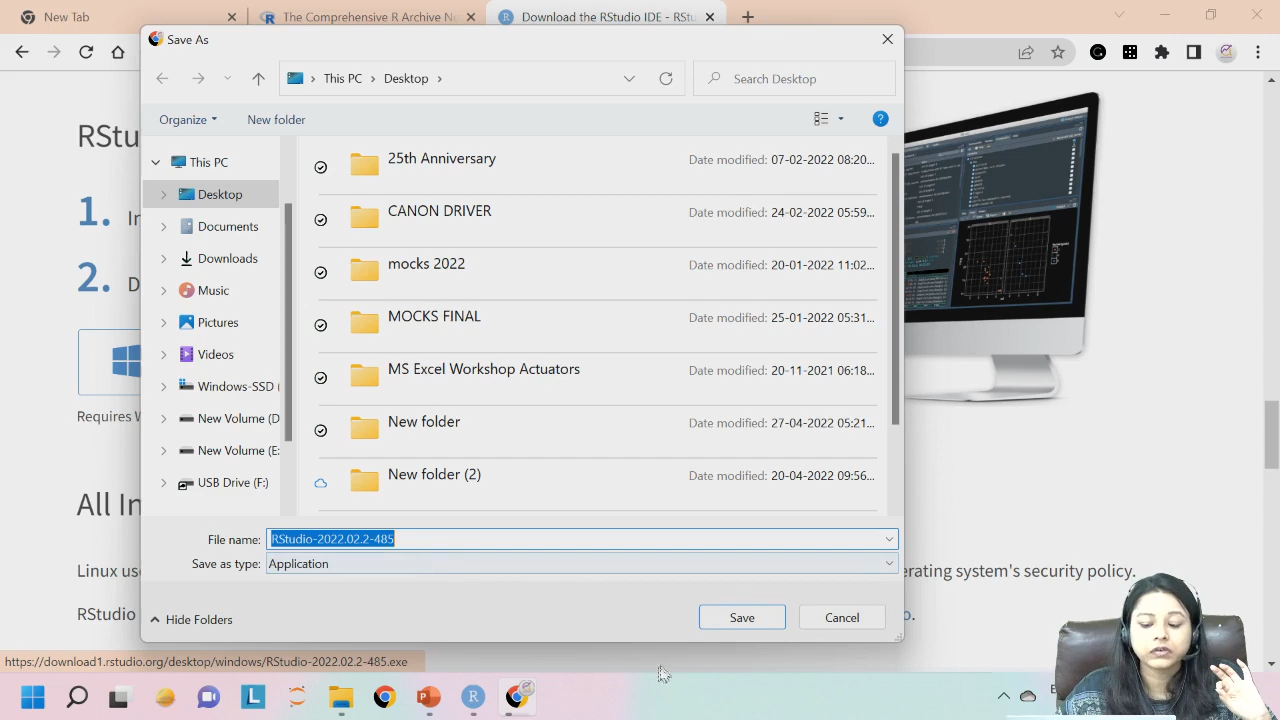 New Tab
The Comprehensive R Archive Ne
Download the RStudio IDE - RStu
Save As
This PC
Desktop
Search Desktop
Organize
New folder
This PC
Desktop
Documents
Downloads
Music
Pictures
Videos
Windows-SSD (
New Volume (D
New Volume (E:
USB Drive (F:)
25th Anniversary
Date modified: 07-02-2022 08:20...
CANON DRIVER
Date modified: 24-02-2022 05:59...
mocks 2022
Date modified: 20-01-2022 11:02...
MOCKS FINAL
Date modified: 25-01-2022 05:31...
MS Excel Workshop Actuators
Date modified: 20-11-2021 06:18...
New folder
Date modified: 27-04-2022 05:21...
New folder (2)
Date modified: 20-04-2022 09:56...
File name: RStudio-2022.02.2-485
Save as type: Application
Hide Folders
Save
Cancel
RStu
1. In
2. D
Requires W
All In
Linux use
erating system's security policy.
RStudio
o.
https://download1.rstudio.org/desktop/windows/RStudio-2022.02.2-485.exe